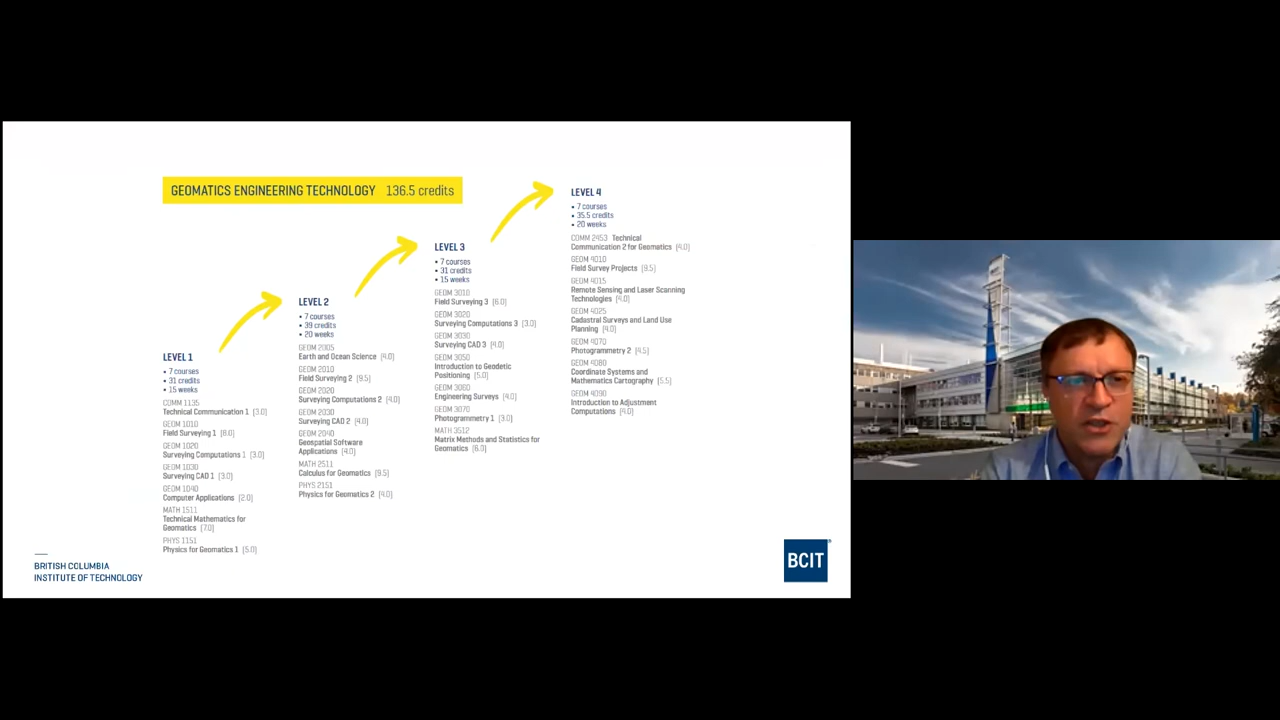 GEOMATICS ENGINEERING TECHNOLOGY 136.5 credits
LEVEL 1
• 7 courses
• 31 credits
• 15 weeks
COMM 1135
Technical Communication 1 [3.0]
GEOM 1010
Field Surveying 1 [8.0]
GEOM 1020
Surveying Computations 1 [3.0]
GEOM 1030
Surveying CAD 1 [3.0]
GEOM 1040
Computer Applications [2.0]
MATH 1511
Technical Mathematics for
Geomatics [7.0]
PHYS 1151
Physics for Geomatics 1 [5.0]
LEVEL 2
• 7 courses
• 39 credits
• 20 weeks
GEOM 2005
Earth and Ocean Science [4.0]
GEOM 2010
Field Surveying 2 [9.5]
GEOM 2020
Surveying Computations 2 [4.0]
GEOM 2030
Surveying CAD 2 [4.0]
GEOM 2040
Geospatial Software
Applications [4.0]
MATH 2511
Calculus for Geomatics [9.5]
PHYS 2151
Physics for Geomatics 2 [4.0]
LEVEL 3
• 7 courses
• 31 credits
• 15 weeks
GEOM 3010
Field Surveying 3 [6.0]
GEOM 3020
Surveying Computations 3 [3.0]
GEOM 3030
Surveying CAD 3 [4.0]
GEOM 3050
Introduction to Geodetic
Positioning [5.0]
GEOM 3060
Engineering Surveys [4.0]
GEOM 3070
Photogrammetry 1 [3.0]
MATH 3512
Matrix Methods and Statistics for
Geomatics [6.0]
LEVEL 4
• 7 courses
• 35.5 credits
• 20 weeks
COMM 2453 Technical
Communication 2 for Geomatics [4.0]
GEOM 4010
Field Survey Projects [9.5]
GEOM 4015
Remote Sensing and Laser Scanning
Technologies [4.0]
GEOM 4025
Cadastral Surveys and Land Use
Planning [4.0]
GEOM 4070
Photogrammetry 2 [4.5]
GEOM 4080
Coordinate Systems and
Mathematics Cartography [5.5]
GEOM 4090
Introduction to Adjustment
Computations [4.0]
BRITISH COLUMBIA
INSTITUTE OF TECHNOLOGY
BCIT